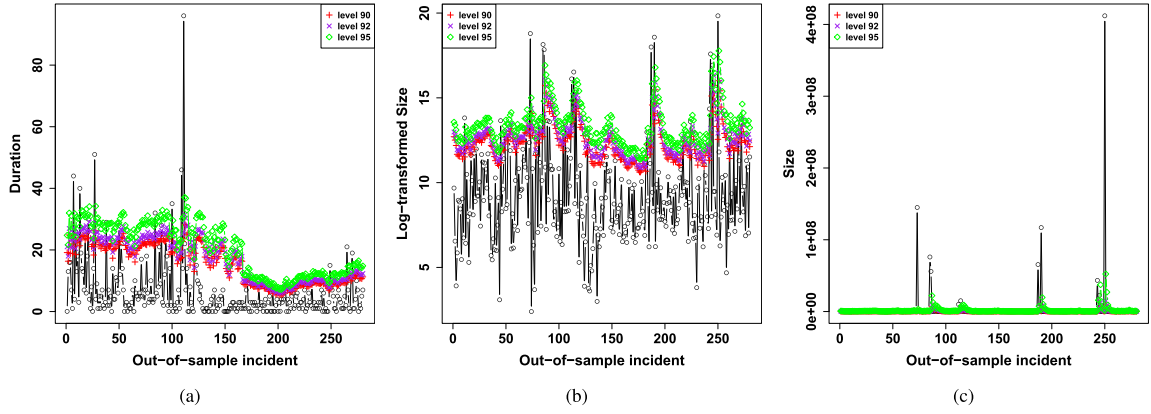 level 90
level 92
level 95
Duration
80
60
40
20
0
0 50 100 150 200 250
Out−of−sample incident
(a)
level 90
level 92
level 95
Log−transformed Size
20
15
10
5
0 50 100 150 200 250
Out−of−sample incident
(b)
level 90
level 92
level 95
Size
4e+08
3e+08
2e+08
1e+08
0e+00
0 50 100 150 200 250
Out−of−sample incident
(c)